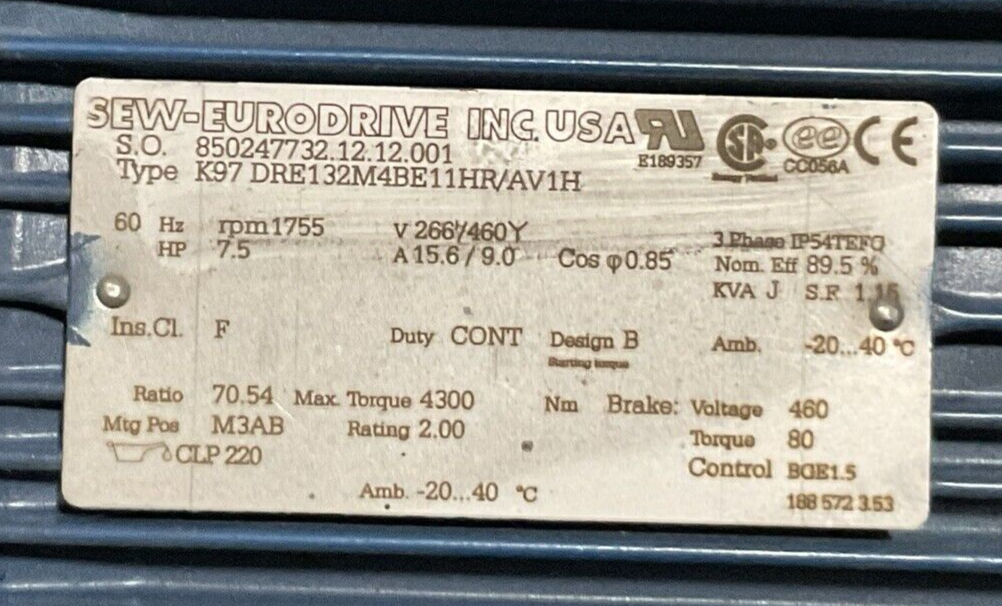 SEW-EURODRIVE INC. USA
E189357
CC056A
S.O. 850247732.12.12.001
Type K97 DRE132M4BE11HR/AV1H
60 Hz rpm 1755 V 266/460Y 3 Phase IP54TEFC
HP 7.5 A 15.6 / 9.0 Cos φ 0.85 Nom. Eff 89.5 %
KVA J S.F. 1.15
Ins.Cl. F Duty CONT Design B Amb. -20...40 °C
Starting torque
Ratio 70.54 Max. Torque 4300 Nm Brake: Voltage 460
Mtg Pos M3AB Rating 2.00 Torque 80
CLP 220 Control BGE1.5
Amb. -20...40 °C 188 572 3.53